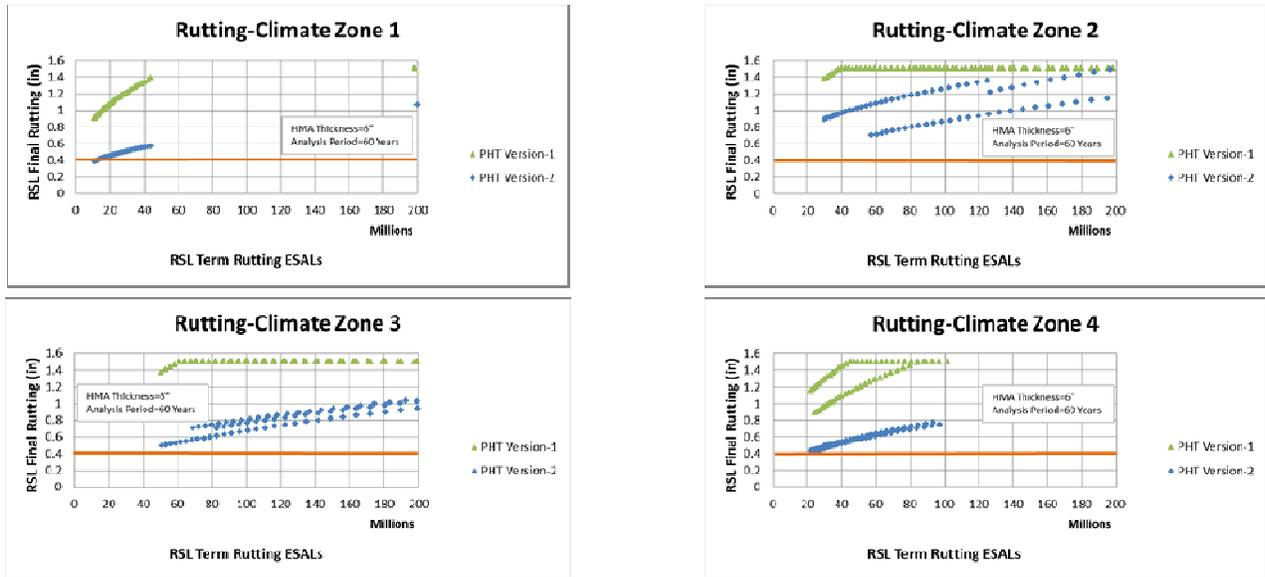 Rutting-Climate Zone 1
RSL Final Rutting (in)
1.6
1.4
1.2
1
0.8
0.6
0.4
0.2
0
HMA Thickness=6"
Analysis Period=60 Years
PHT Version-1
PHT Version-2
0 20 40 60 80 100 120 140 160 180 200
Millions
RSL Term Rutting ESALs
Rutting-Climate Zone 2
RSL Final Rutting (in)
1.6
1.4
1.2
1
0.8
0.6
0.4
0.2
0
HMA Thickness=6"
Analysis Period=60 Years
PHT Version-1
PHT Version-2
0 20 40 60 80 100 120 140 160 180 200
Millions
RSL Term Rutting ESALs
Rutting-Climate Zone 3
RSL Final Rutting (in)
1.6
1.4
1.2
1
0.8
0.6
0.4
0.2
0
HMA Thickness=6"
Analysis Period=60 Years
PHT Version-1
PHT Version-2
0 20 40 60 80 100 120 140 160 180 200
Millions
RSL Term Rutting ESALs
Rutting-Climate Zone 4
RSL Final Rutting (in)
1.6
1.4
1.2
1
0.8
0.6
0.4
0.2
0
HMA Thickness=6"
Analysis Period=60 Years
PHT Version-1
PHT Version-2
0 20 40 60 80 100 120 140 160 180 200
Millions
RSL Term Rutting ESALs